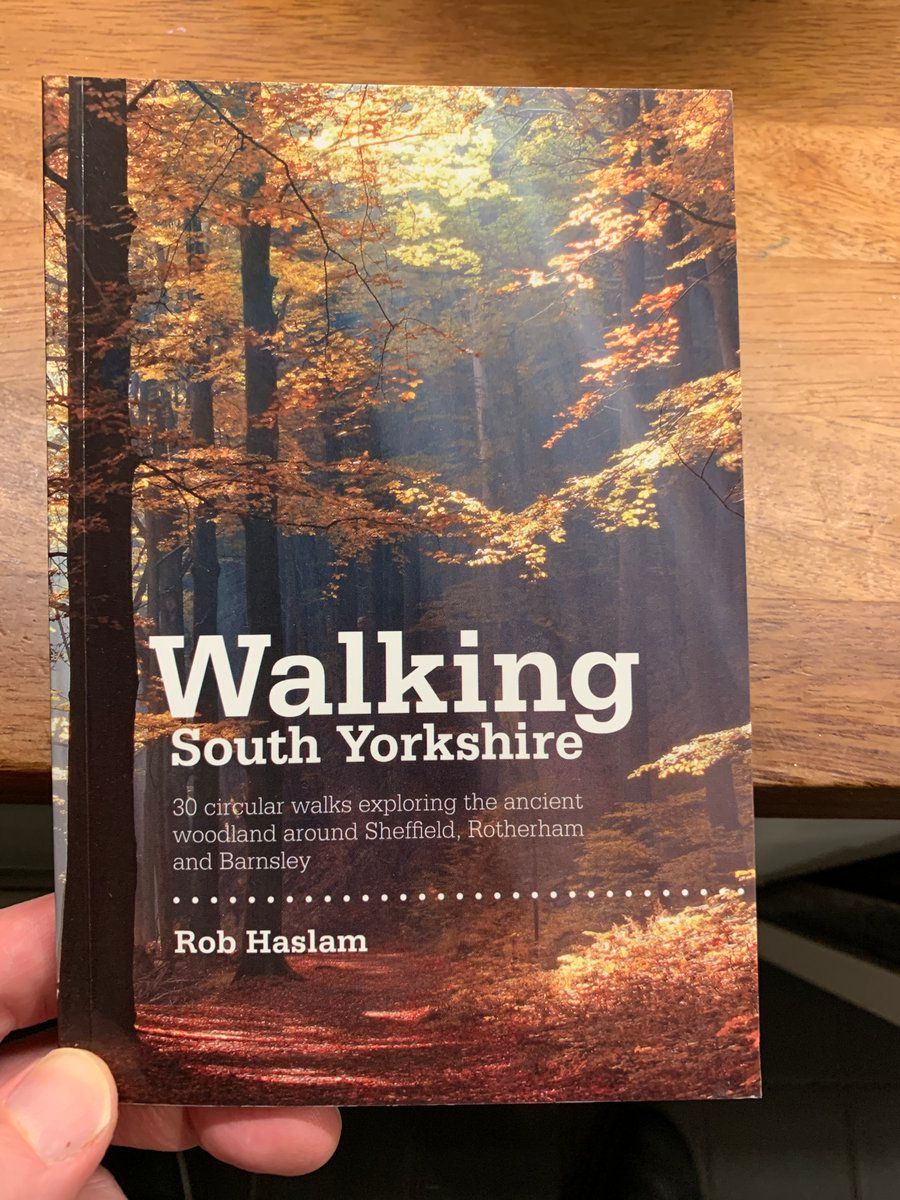 Walking
South Yorkshire
30 circular walks exploring the ancient
woodland around Sheffield, Rotherham
and Barnsley
Rob Haslam